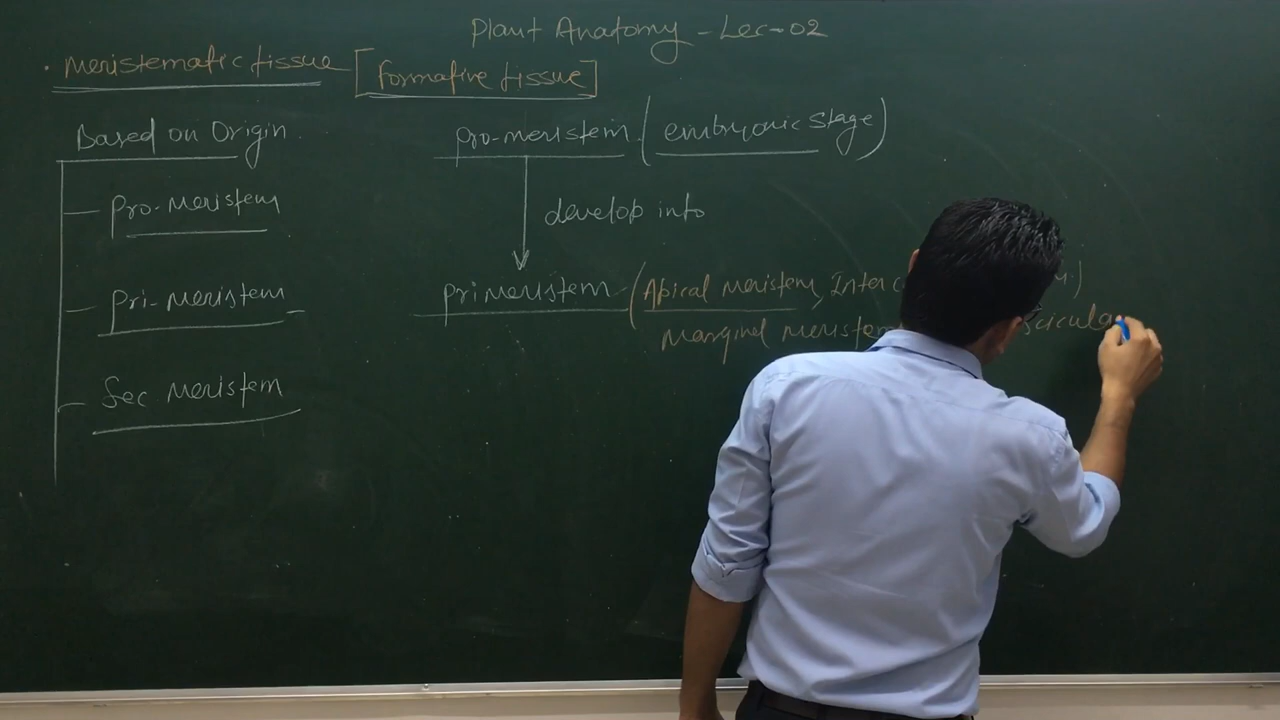 Plant Anatomy - Lec-02
Meristematic tissue [Formative tissue]
Based on Origin
Pro-Meristem
Pri-Meristem
Sec Meristem
pro-meristem (embryonic stage)
develop into
primeristem (Apical meristem, Inter
marginal meristem